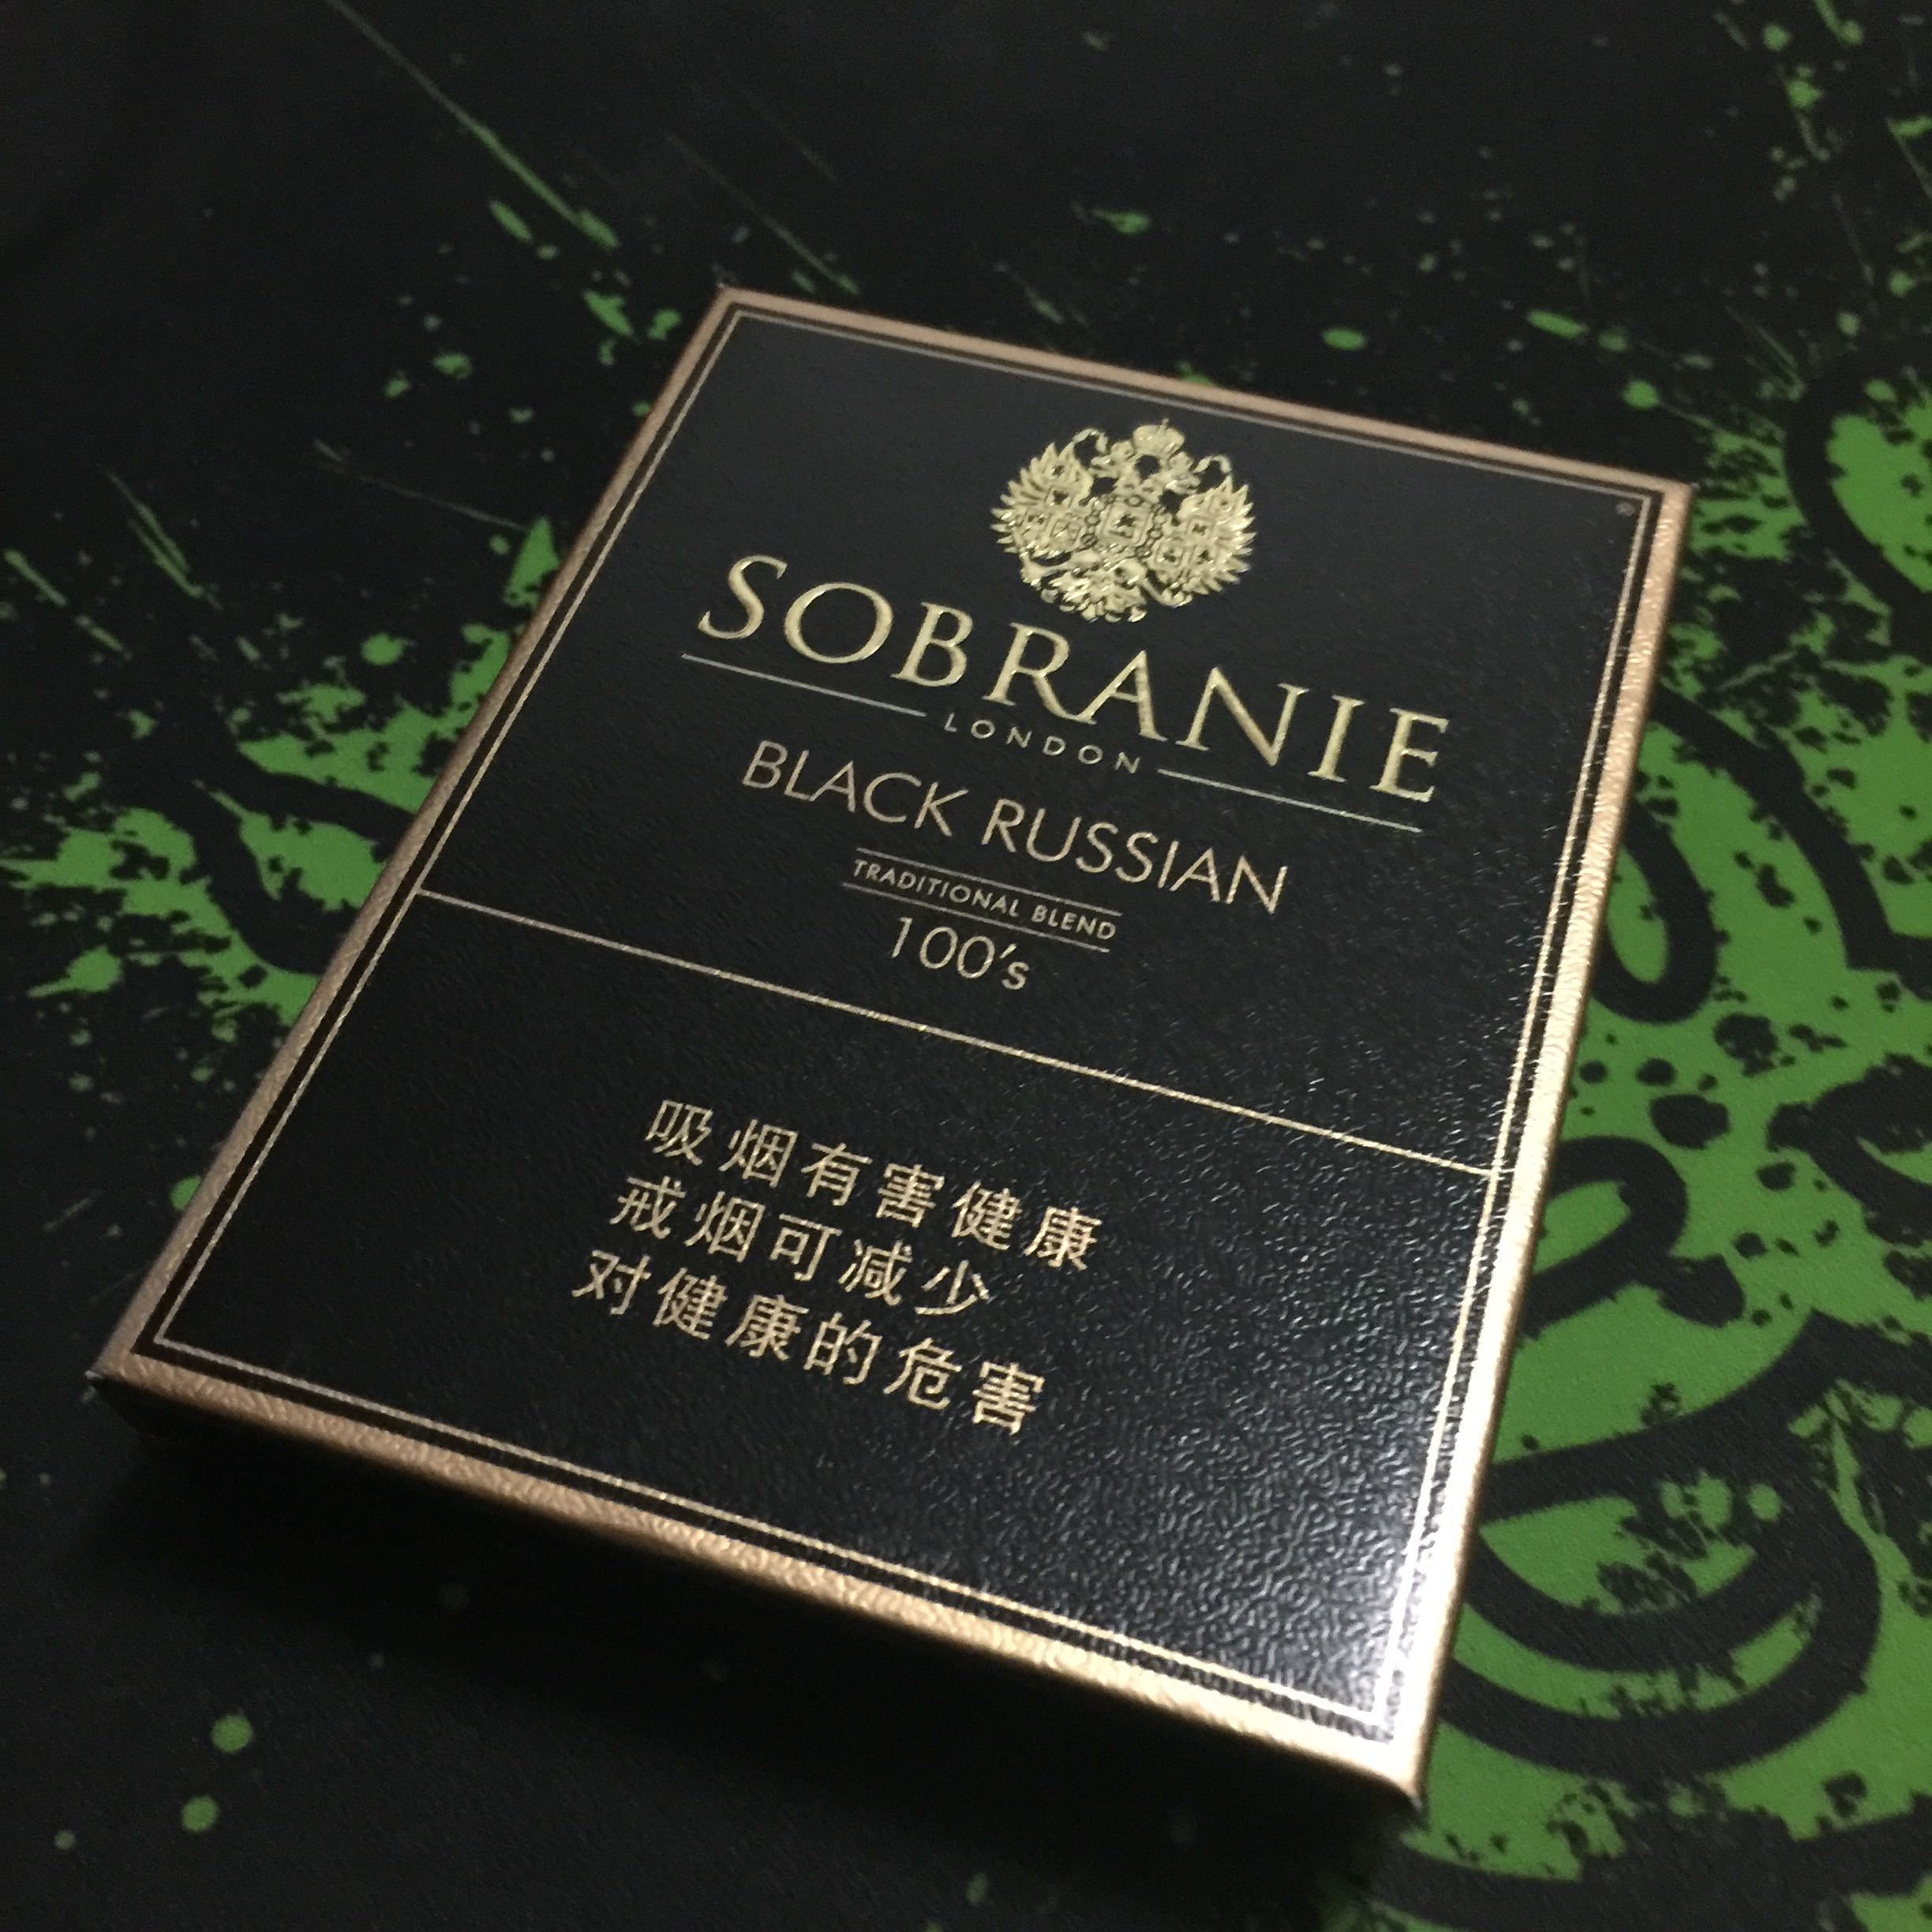 SOBRANIE
LONDON
BLACK RUSSIAN
TRADITIONAL BLEND
100's
吸烟有害健康
戒烟可减少
对健康的危害